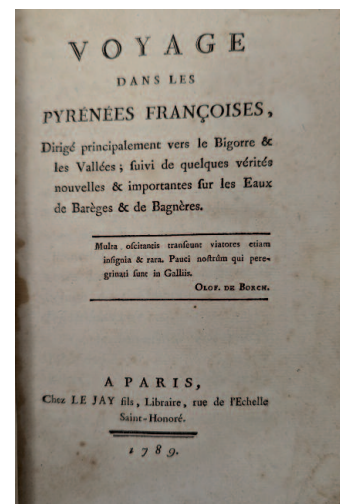 VOYAGE
DANS LES
PYRÉNÉES FRANÇOISES,
Dirigé principalement vers le Bigorre &
les Vallées ; suivi de quelques vérités
nouvelles & importantes sur les Eaux
de Barèges & de Bagnères.
Multa oscitantis transeunt viatores etiam
insignia & rara. Pauci nostrûm qui pere-
grinati sunt in Galliis.
OLOF. DE BORCH.
A PARIS,
Chez LE JAY fils, Libraire, rue de l'Echelle
Saint-Honoré.
1789.